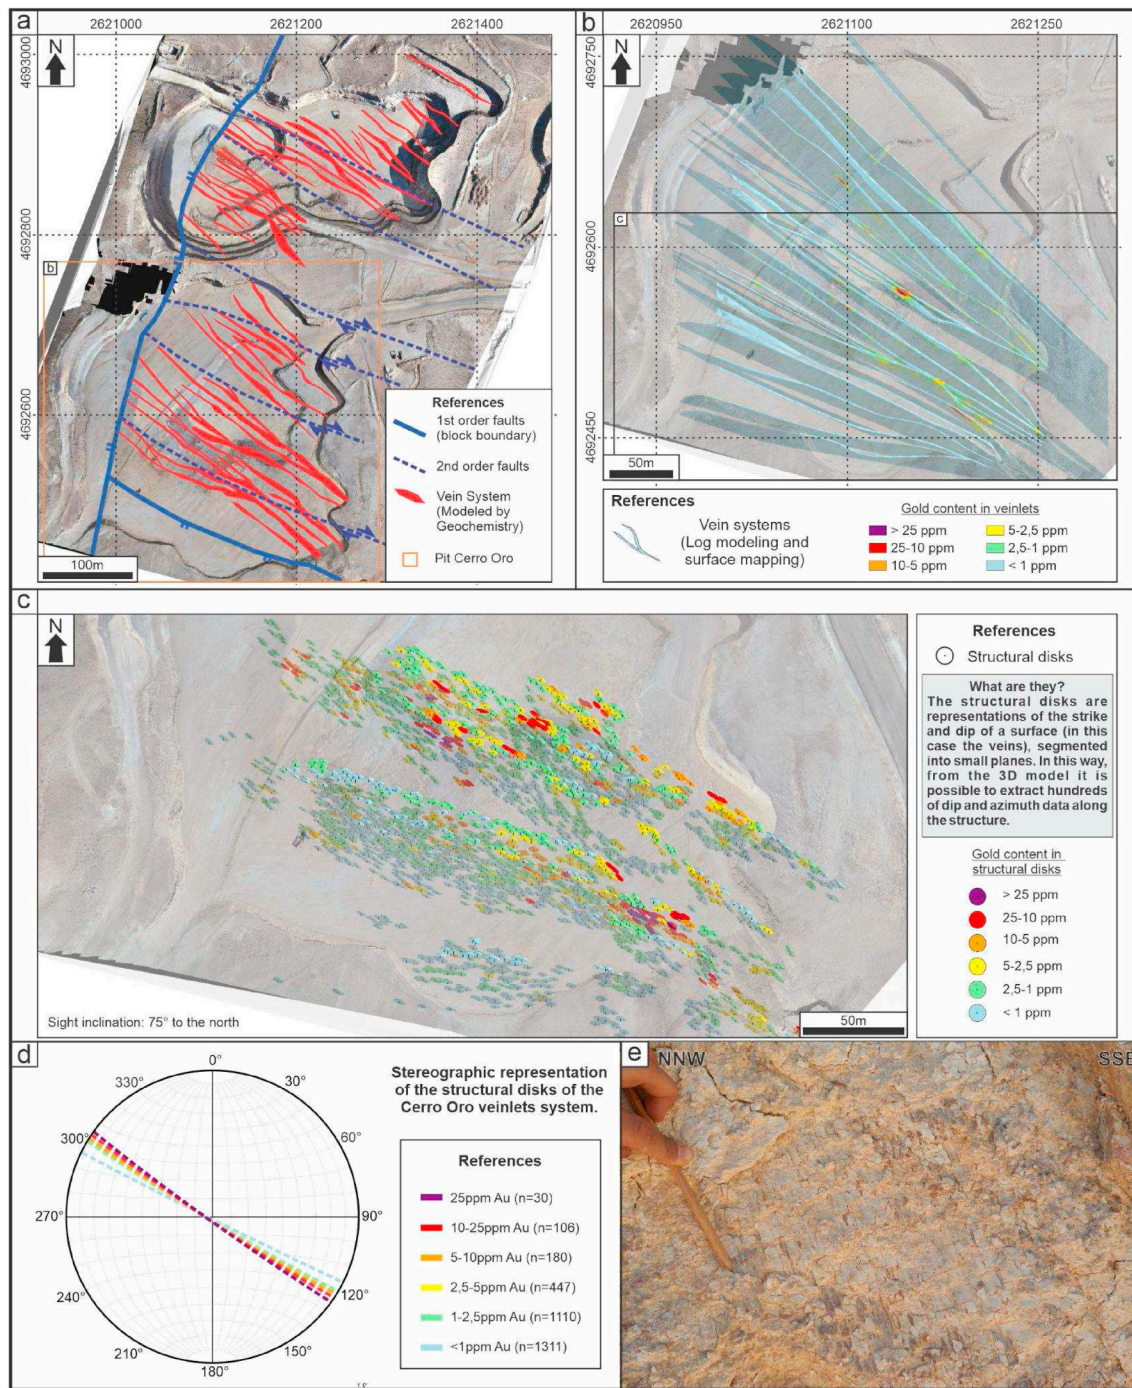 a
2621000
2621200
2621400
N
4693000
4692800
4692600
b
References
1st order faults
(block boundary)
2nd order faults
Vein System
(Modeled by
Geochemistry)
Pit Cerro Oro
100m
b
2620950
2621100
2621250
N
4692750
4692600
4692450
c
50m
References
Vein systems
(Log modeling and
surface mapping)
Gold content in veinlets
> 25 ppm
25-10 ppm
10-5 ppm
5-2,5 ppm
2,5-1 ppm
< 1 ppm
c
N
Sight inclination: 75° to the north
50m
References
Structural disks
What are they?
The structural disks are
representations of the strike
and dip of a surface (in this
case the veins), segmented
into small planes. In this way,
from the 3D model it is
possible to extract hundreds
of dip and azimuth data along
the structure.
Gold content in
structural disks
> 25 ppm
25-10 ppm
10-5 ppm
5-2,5 ppm
2,5-1 ppm
< 1 ppm
d
0°
30°
60°
90°
120°
150°
180°
210°
240°
270°
300°
330°
Stereographic representation
of the structural disks of the
Cerro Oro veinlets system.
References
25ppm Au (n=30)
10-25ppm Au (n=106)
5-10ppm Au (n=180)
2,5-5ppm Au (n=447)
1-2,5ppm Au (n=1110)
<1ppm Au (n=1311)
e
NNW
SSE